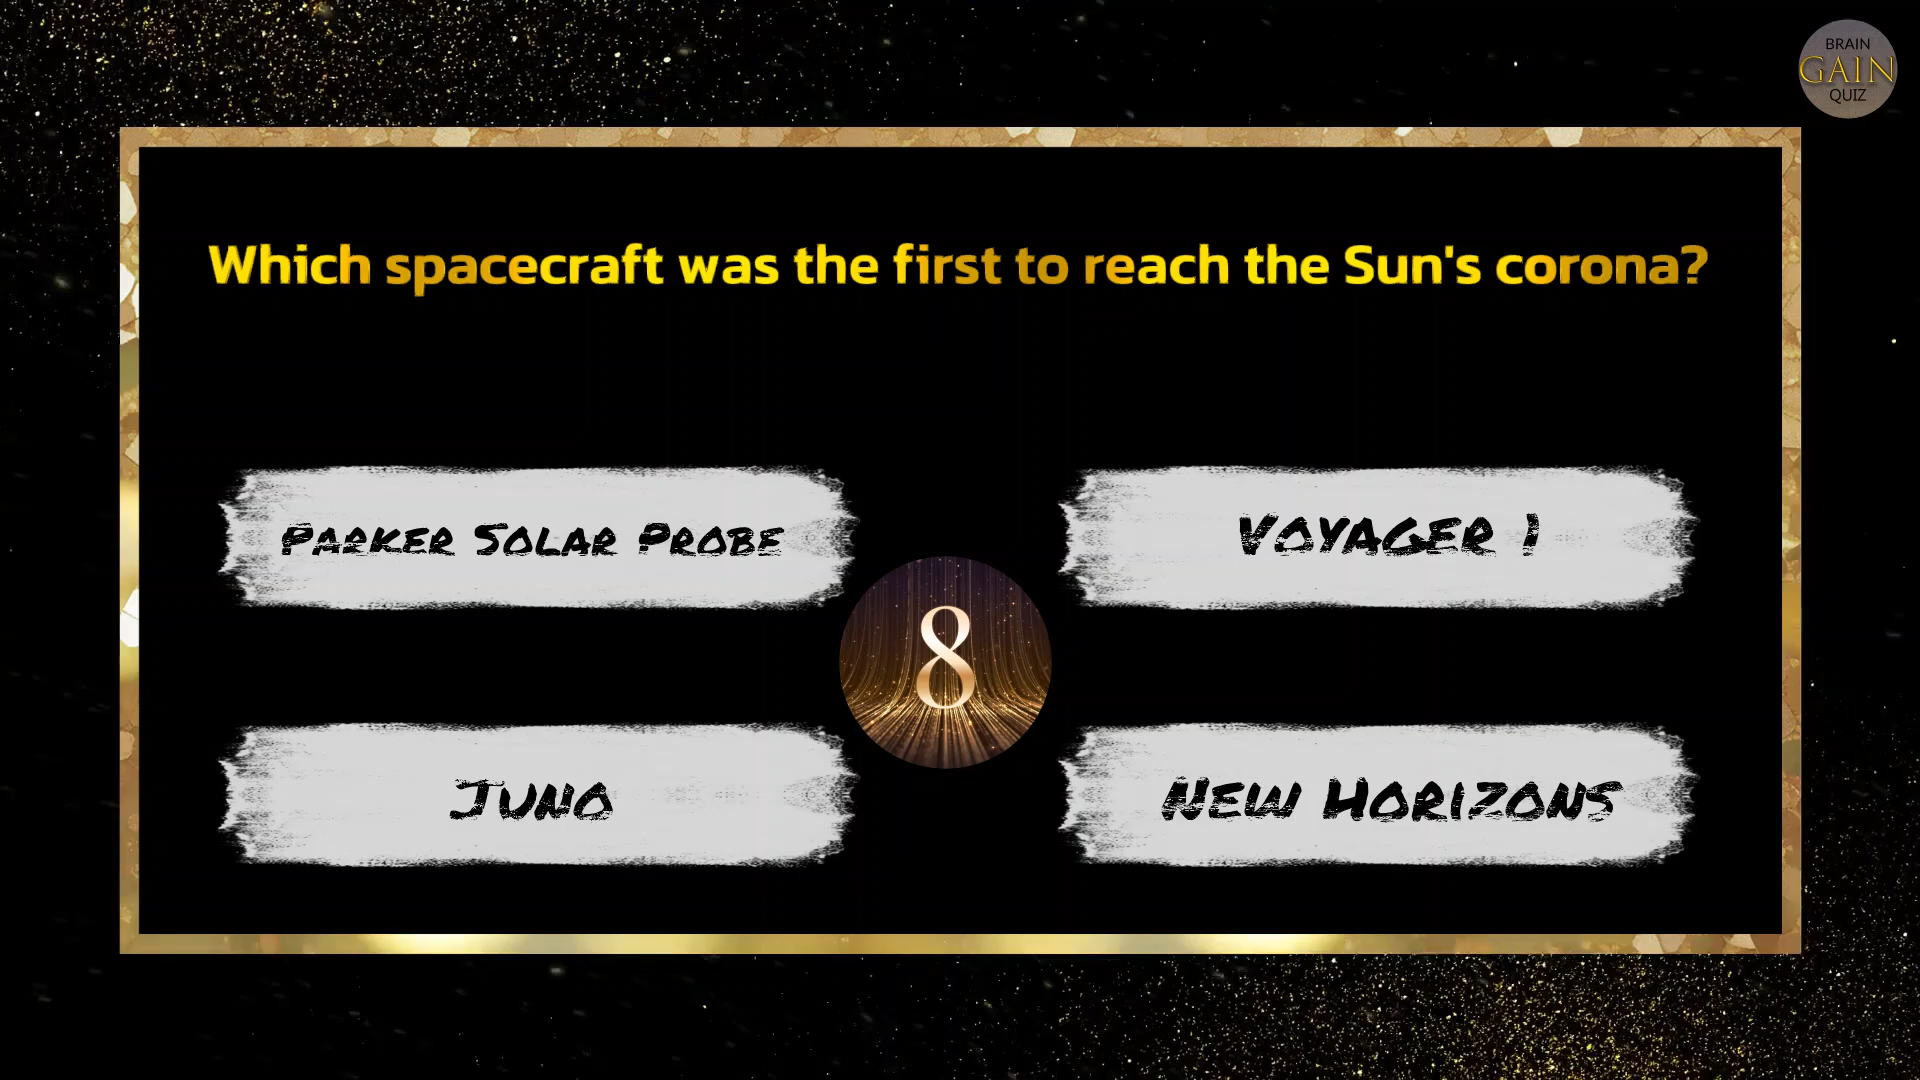 BRAIN
GAIN
QUIZ
Which spacecraft was the first to reach the Sun's corona?
PARKER SOLAR PROBE
VOYAGER 1
8
JUNO
NEW HORIZONS